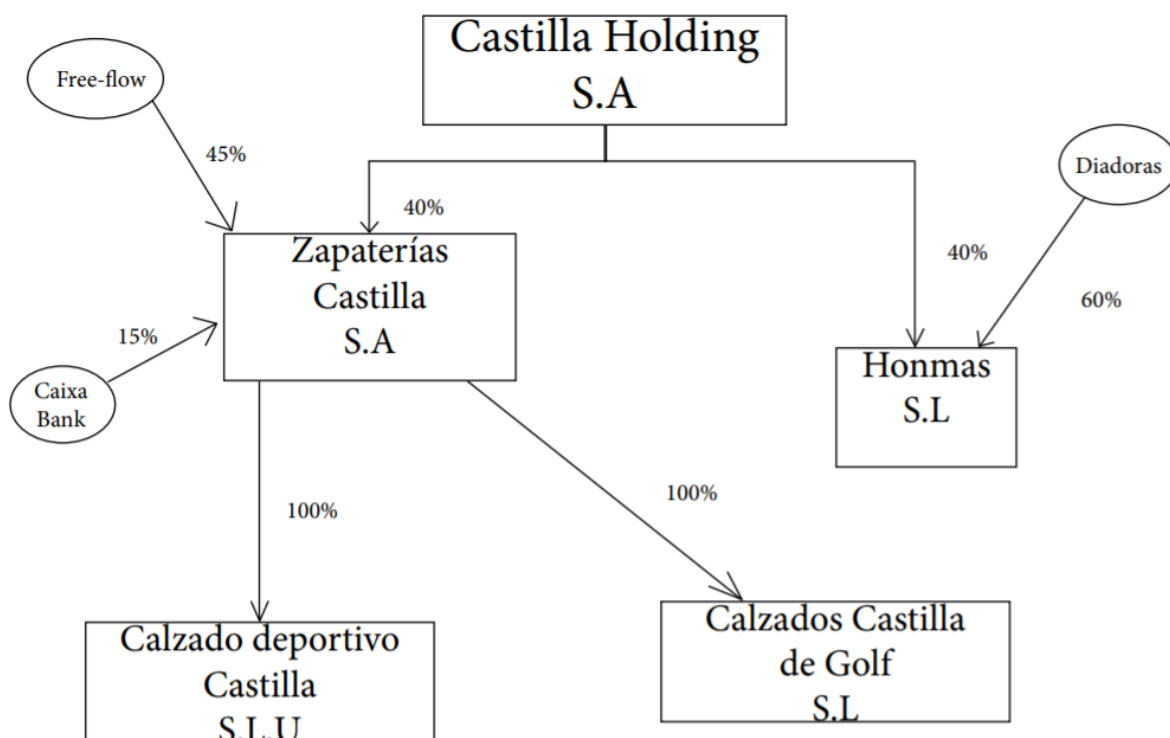 Castilla Holding
S.A
Free-flow
45%
Diadoras
40%
Zapaterías
Castilla
S.A
40%
60%
15%
Honmas
S.L
Caixa
Bank
100%
100%
Calzado deportivo
Castilla
S.L.U
Calzados Castilla
de Golf
S.L